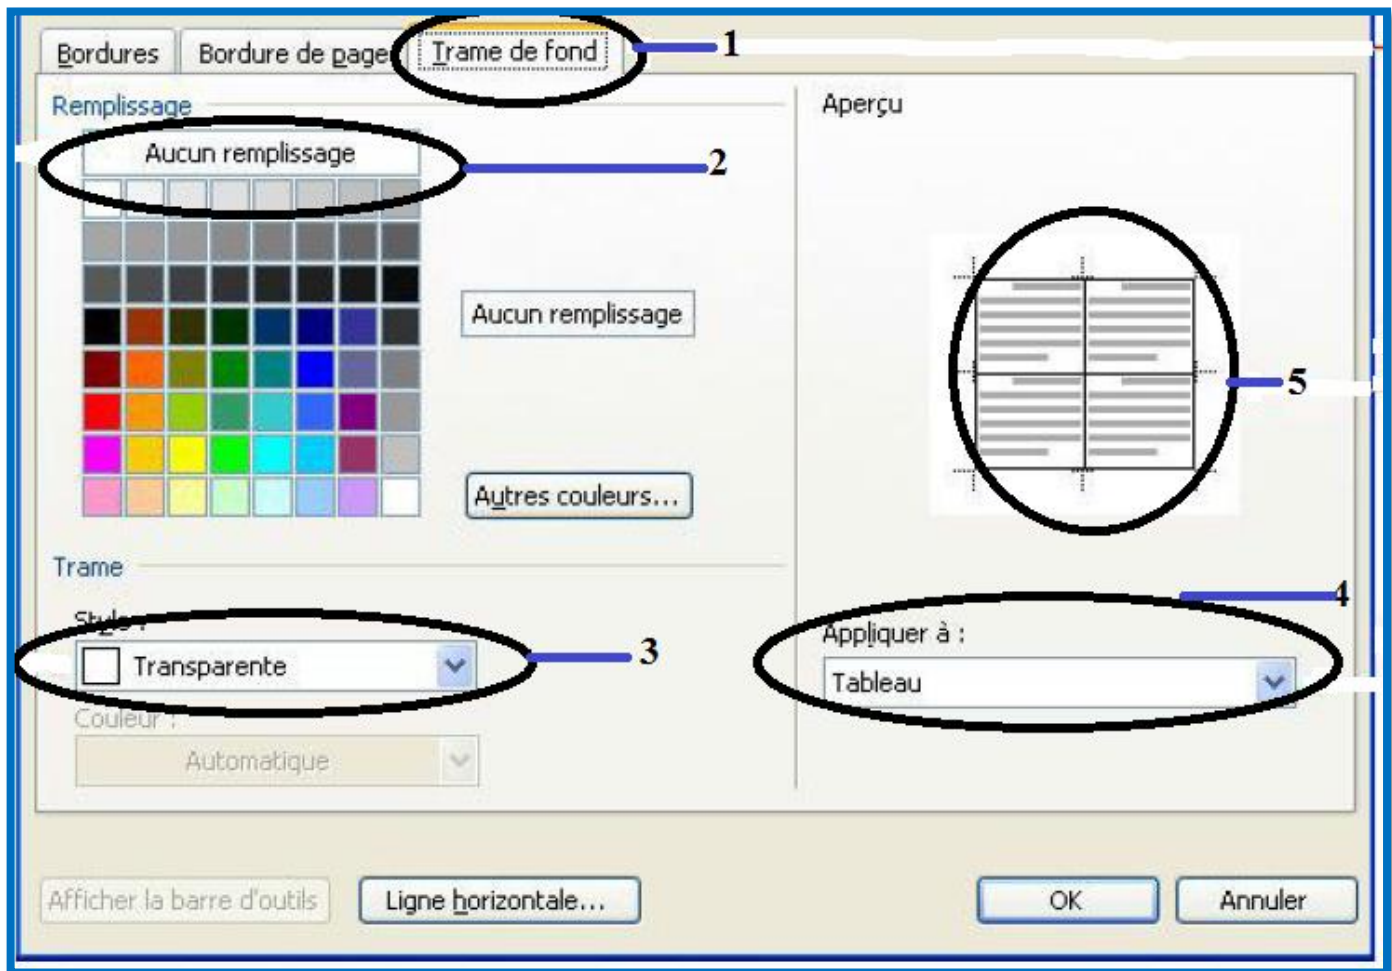 Bordures Bordure de page Trame de fond 1
Remplissage
Aperçu
Aucun remplissage 2
Aucun remplissage
5
Autres couleurs...
Trame
4
Style :
Transparente 3
Appliquer à :
Tableau
Couleur :
Automatique
Afficher la barre d'outils Ligne horizontale... OK Annuler